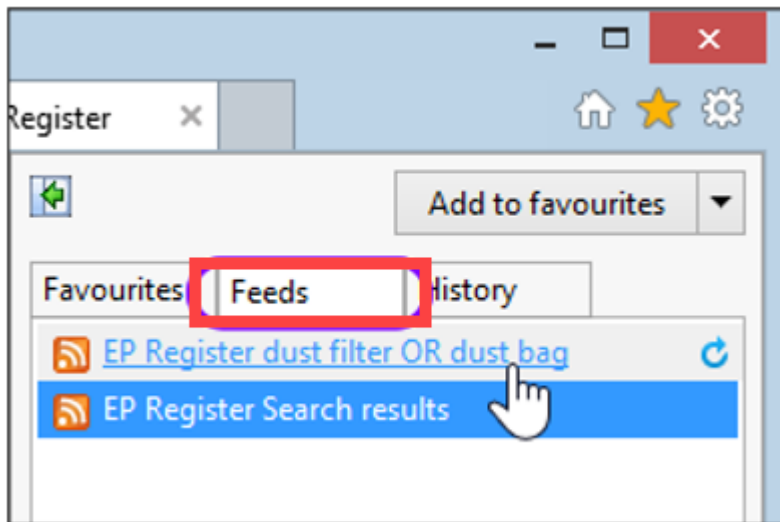 Register
Add to favourites
Favourites Feeds History
EP Register dust filter OR dust bag
EP Register Search results